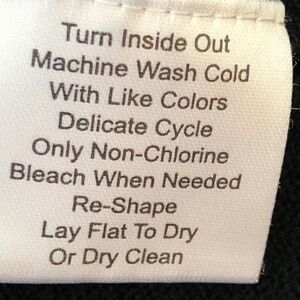 Turn Inside Out
Machine Wash Cold
With Like Colors
Delicate Cycle
Only Non-Chlorine
Bleach When Needed
Re-Shape
Lay Flat To Dry
Or Dry Clean